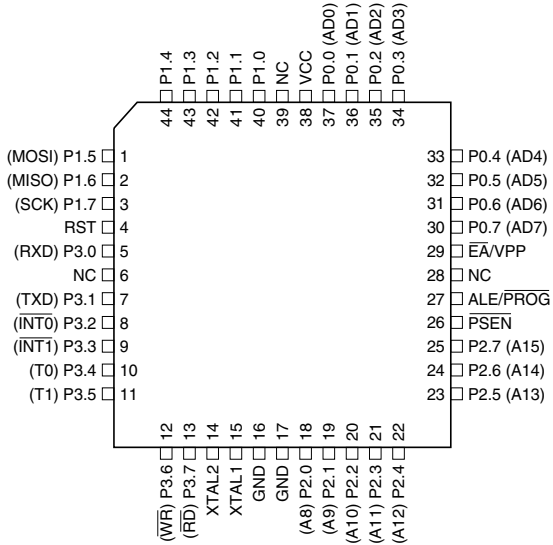 P1.4
P1.3
P1.2
P1.1
P1.0
NC
VCC
P0.0 (AD0)
P0.1 (AD1)
P0.2 (AD2)
P0.3 (AD3)
44
43
42
41
40
39
38
37
36
35
34
(MOSI) P1.5 1
(MISO) P1.6 2
(SCK) P1.7 3
RST 4
(RXD) P3.0 5
NC 6
(TXD) P3.1 7
(I̅N̅T̅0̅) P3.2 8
(I̅N̅T̅1̅) P3.3 9
(T0) P3.4 10
(T1) P3.5 11
33 P0.4 (AD4)
32 P0.5 (AD5)
31 P0.6 (AD6)
30 P0.7 (AD7)
29 E̅A̅/VPP
28 NC
27 ALE/P̅R̅O̅G̅
26 P̅S̅E̅N̅
25 P2.7 (A15)
24 P2.6 (A14)
23 P2.5 (A13)
12
13
14
15
16
17
18
19
20
21
22
(W̅R̅) P3.6
(R̅D̅) P3.7
XTAL2
XTAL1
GND
GND
(A8) P2.0
(A9) P2.1
(A10) P2.2
(A11) P2.3
(A12) P2.4